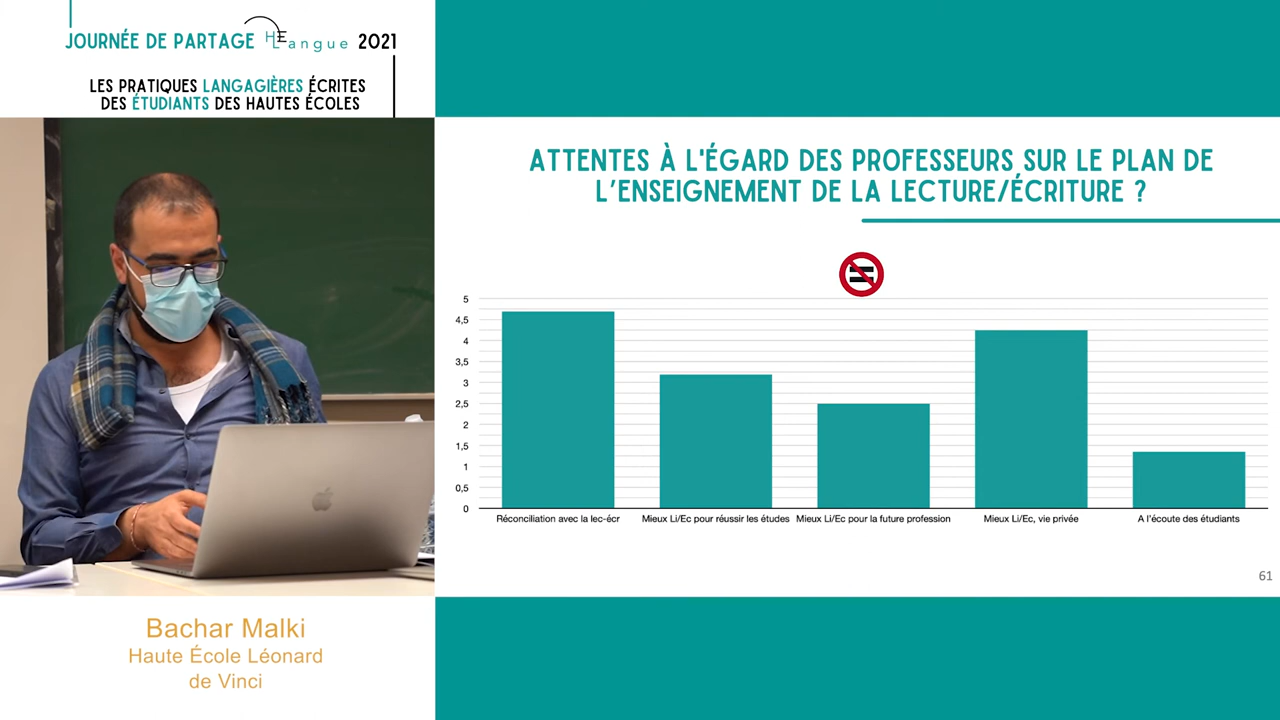 JOURNÉE DE PARTAGE HELangue 2021
LES PRATIQUES LANGAGIÈRES ÉCRITES
DES ÉTUDIANTS DES HAUTES ÉCOLES
ATTENTES À L'ÉGARD DES PROFESSEURS SUR LE PLAN DE
L'ENSEIGNEMENT DE LA LECTURE/ÉCRITURE ?
5
4,5
4
3,5
3
2,5
2
1,5
1
0,5
0
Réconciliation avec la lec-écr
Mieux Li/Ec pour réussir les études
Mieux Li/Ec pour la future profession
Mieux Li/Ec, vie privée
A l'écoute des étudiants
61
Bachar Malki
Haute École Léonard
de Vinci